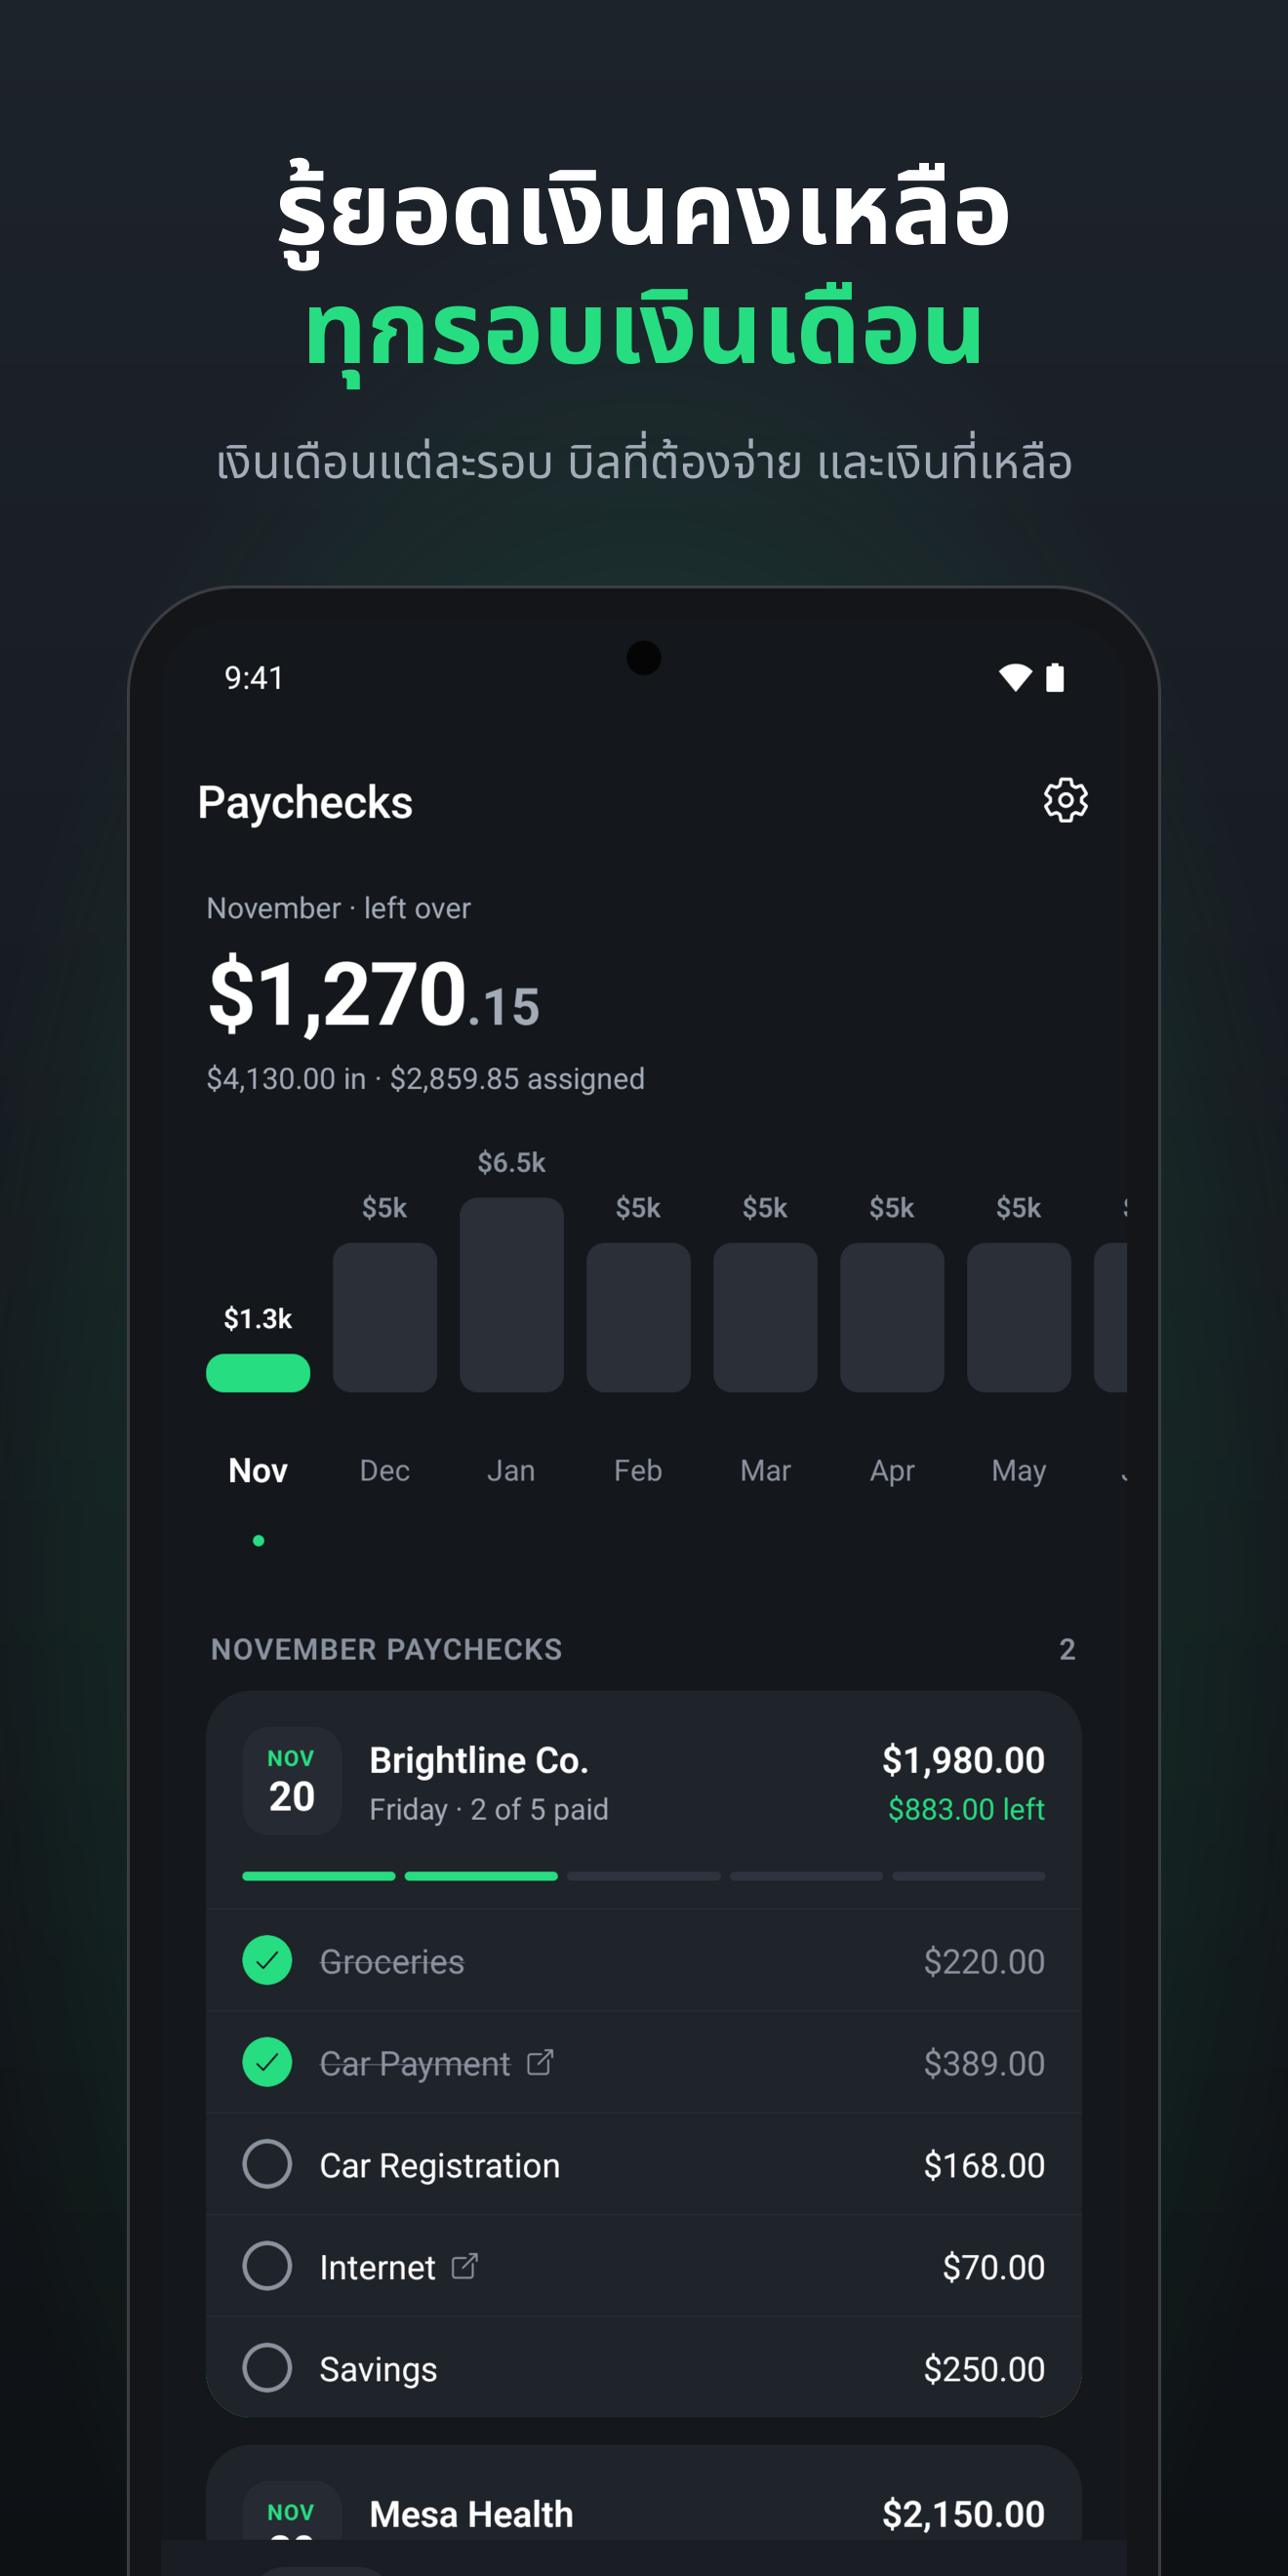 รู้ยอดเงินคงเหลือ
ทุกรอบเงินเดือน
เงินเดือนแต่ละรอบ บิลที่ต้องจ่าย และเงินที่เหลือ
9:41
Paychecks
November · left over
$1,270.15
$4,130.00 in · $2,859.85 assigned
$1.3k $5k $6.5k $5k $5k $5k $5k
Nov Dec Jan Feb Mar Apr May
NOVEMBER PAYCHECKS 2
NOV 20 Brightline Co. $1,980.00
Friday · 2 of 5 paid $883.00 left
Groceries $220.00
Car Payment $389.00
Car Registration $168.00
Internet $70.00
Savings $250.00
NOV Mesa Health $2,150.00